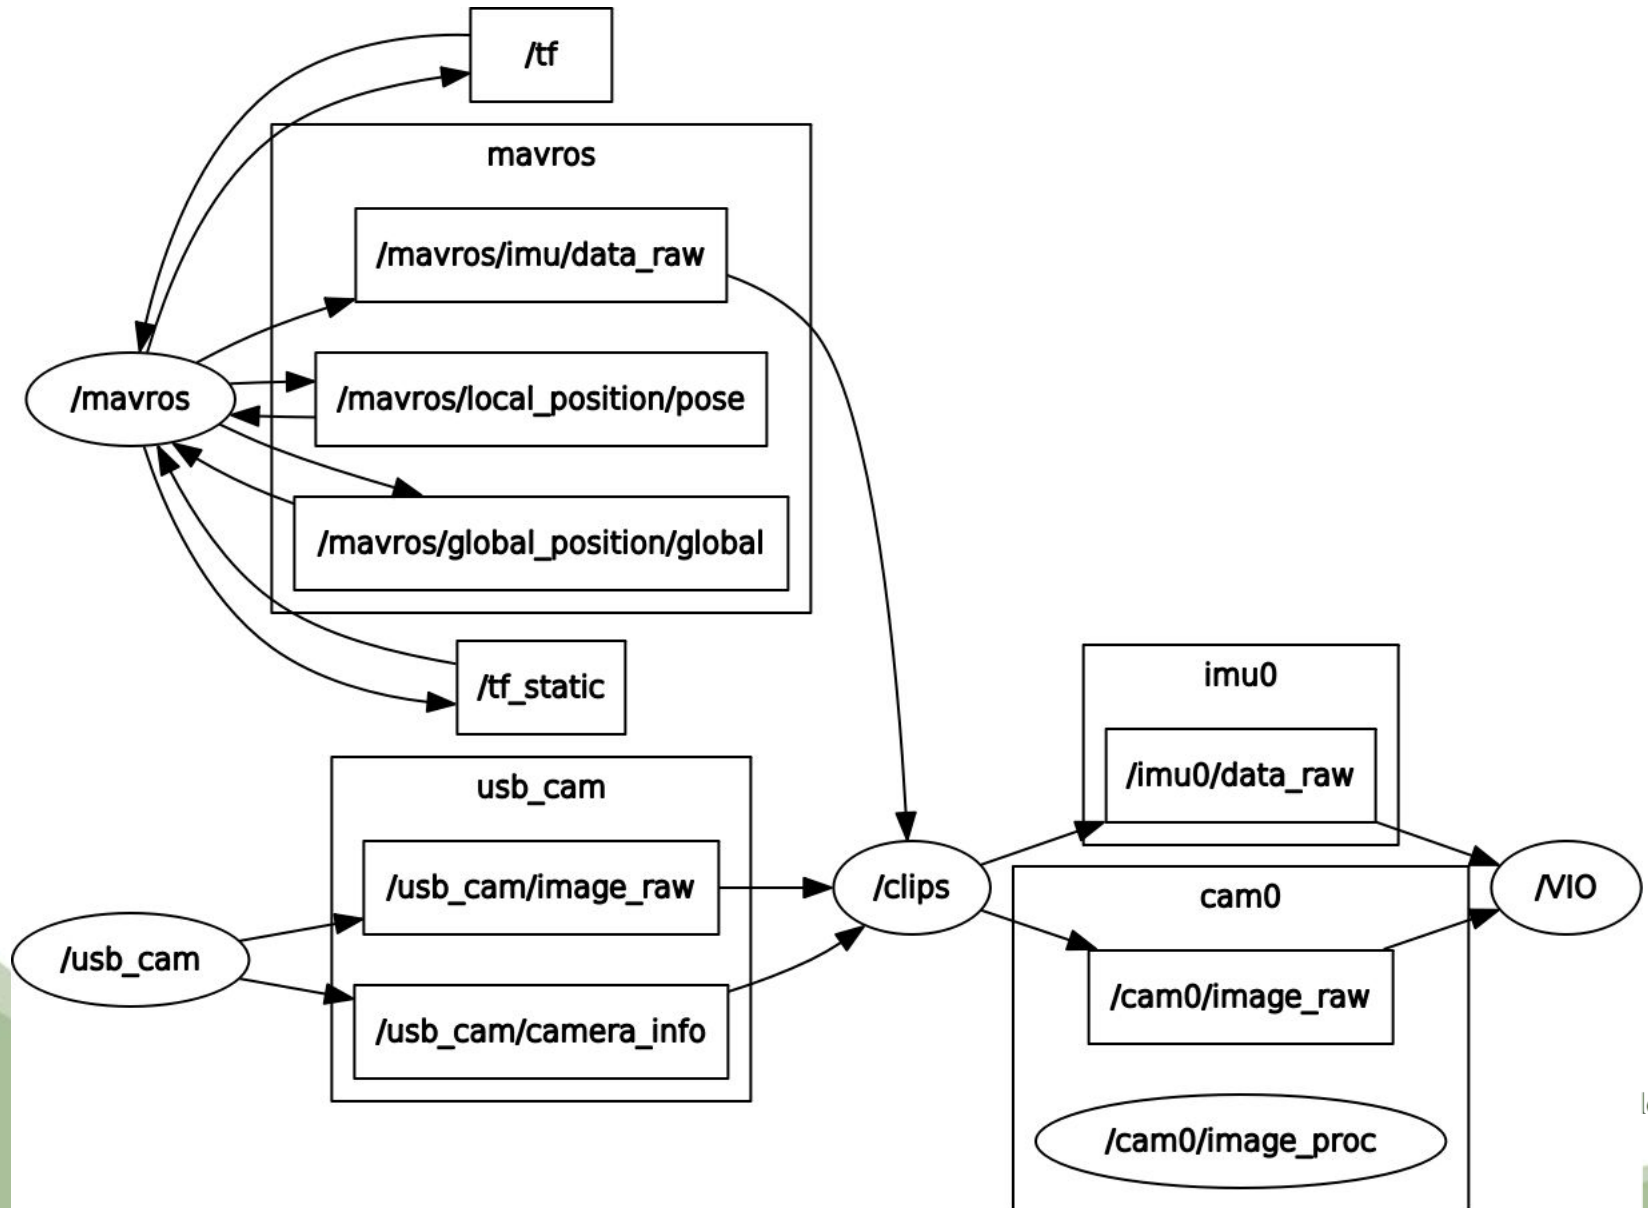 /tf
mavros
/mavros/imu/data_raw
/mavros
/mavros/local_position/pose
/mavros/global_position/global
/tf_static
usb_cam
/usb_cam/image_raw
/usb_cam
/usb_cam/camera_info
/clips
imu0
/imu0/data_raw
cam0
/cam0/image_raw
/cam0/image_proc
/VIO